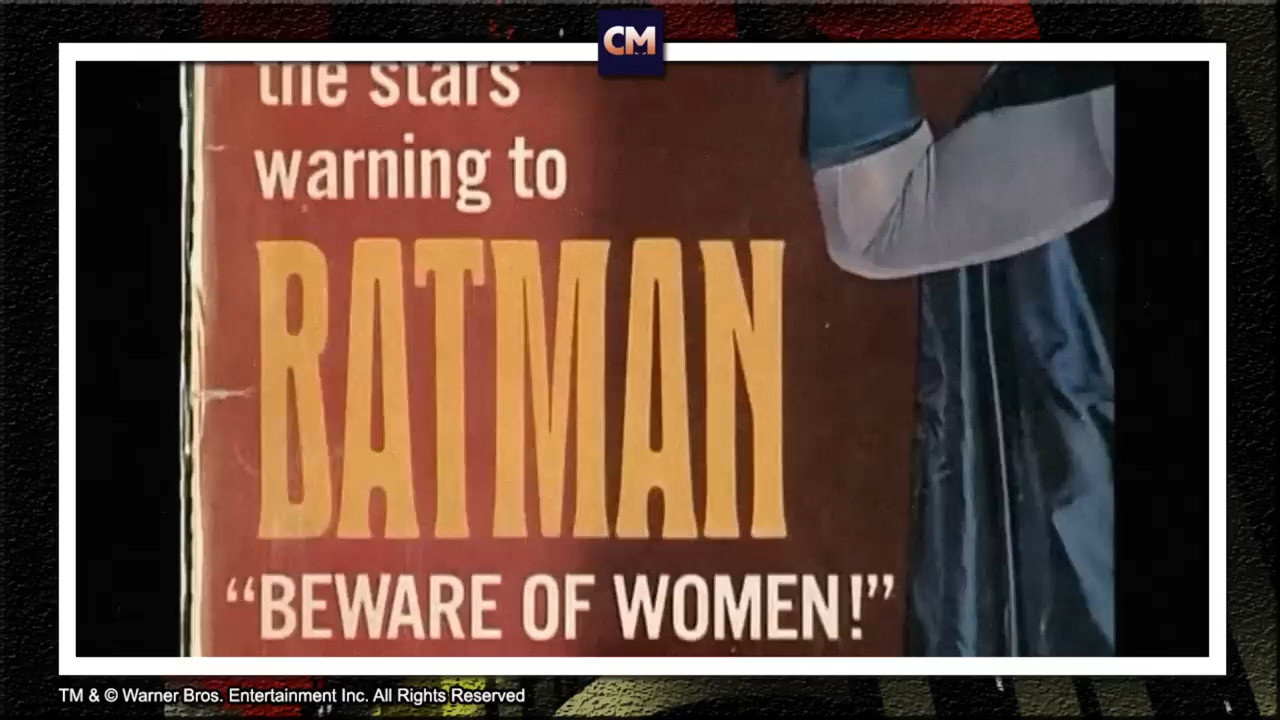 CM
the stars'
warning to
BATMAN
“BEWARE OF WOMEN!”
TM & © Warner Bros. Entertainment Inc. All Rights Reserved